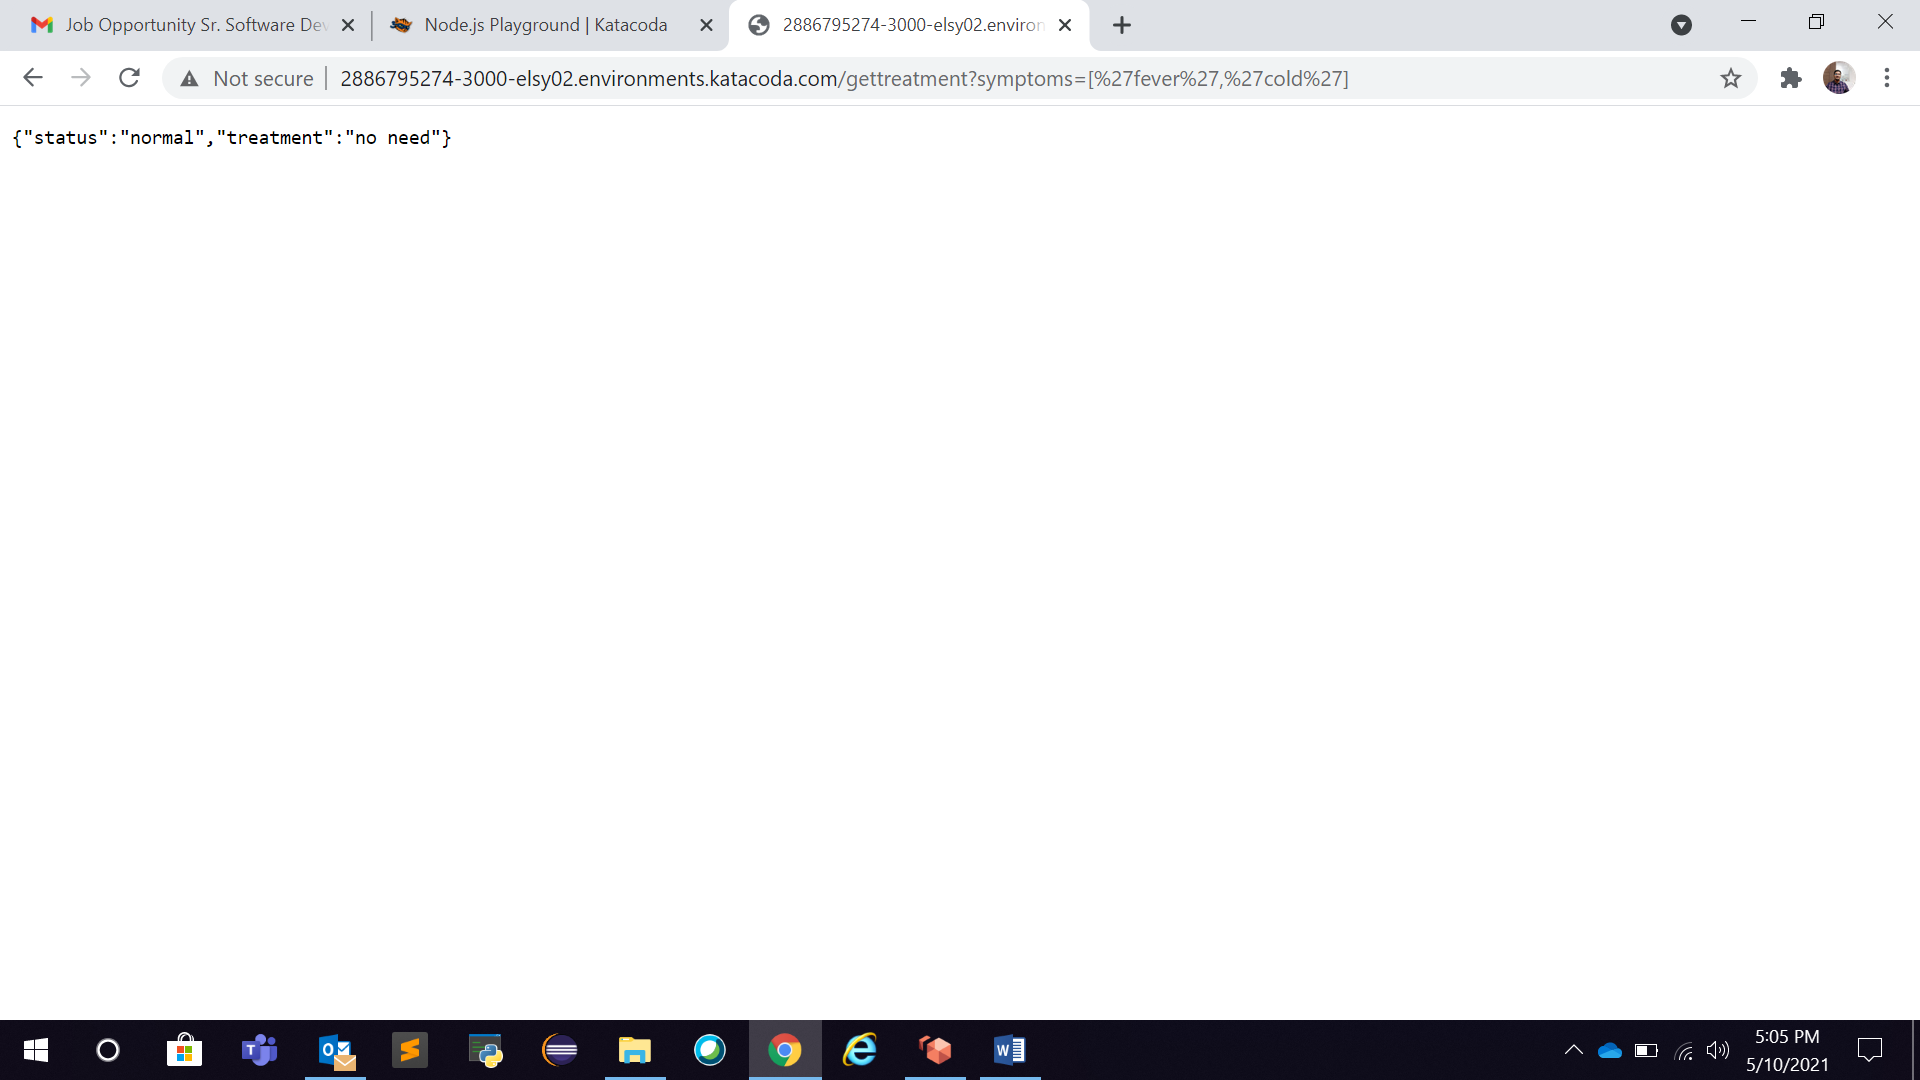 Job Opportunity Sr. Software Dev
Node.js Playground | Katacoda
2886795274-3000-elsy02.environ
Not secure
2886795274-3000-elsy02.environments.katacoda.com/gettreatment?symptoms=[%27fever%27,%27cold%27]
{"status":"normal","treatment":"no need"}
5:05 PM
5/10/2021